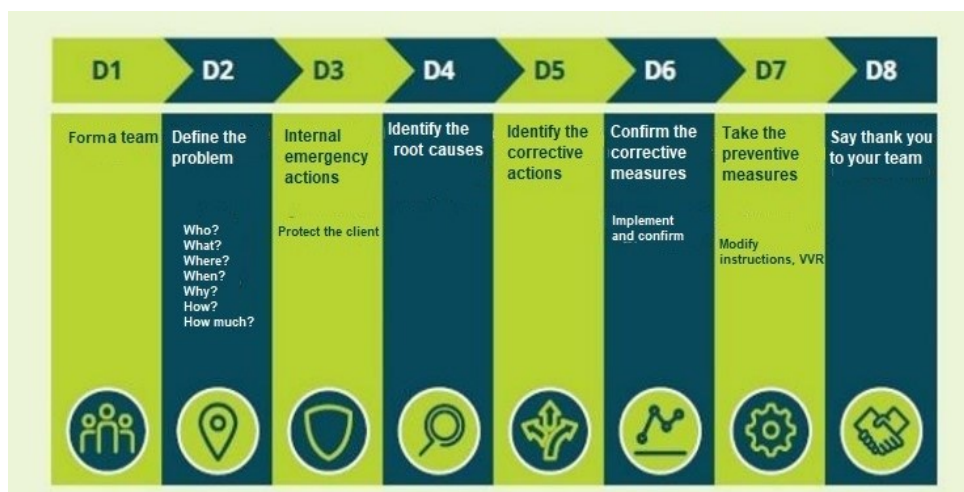 D1
D2
D3
D4
D5
D6
D7
D8
Form a team
Define the
problem
Who?
What?
Where?
When?
Why?
How?
How much?
Internal
emergency
actions
Protect the client
Identify the
root causes
Identify the
corrective
actions
Confirm the
corrective
measures
Implement
and confirm
Take the
preventive
measures
Modify
instructions, VVR
Say thank you
to your team